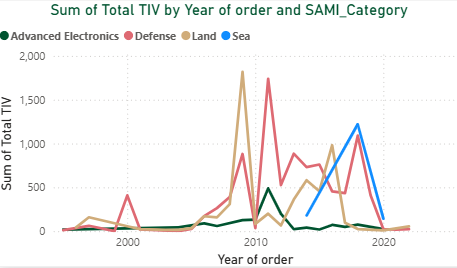 Sum of Total TIV by Year of order and SAMI_Category
Advanced Electronics Defense Land Sea
2,000
1,500
1,000
500
0
Sum of Total TIV
2000 2010 2020
Year of order